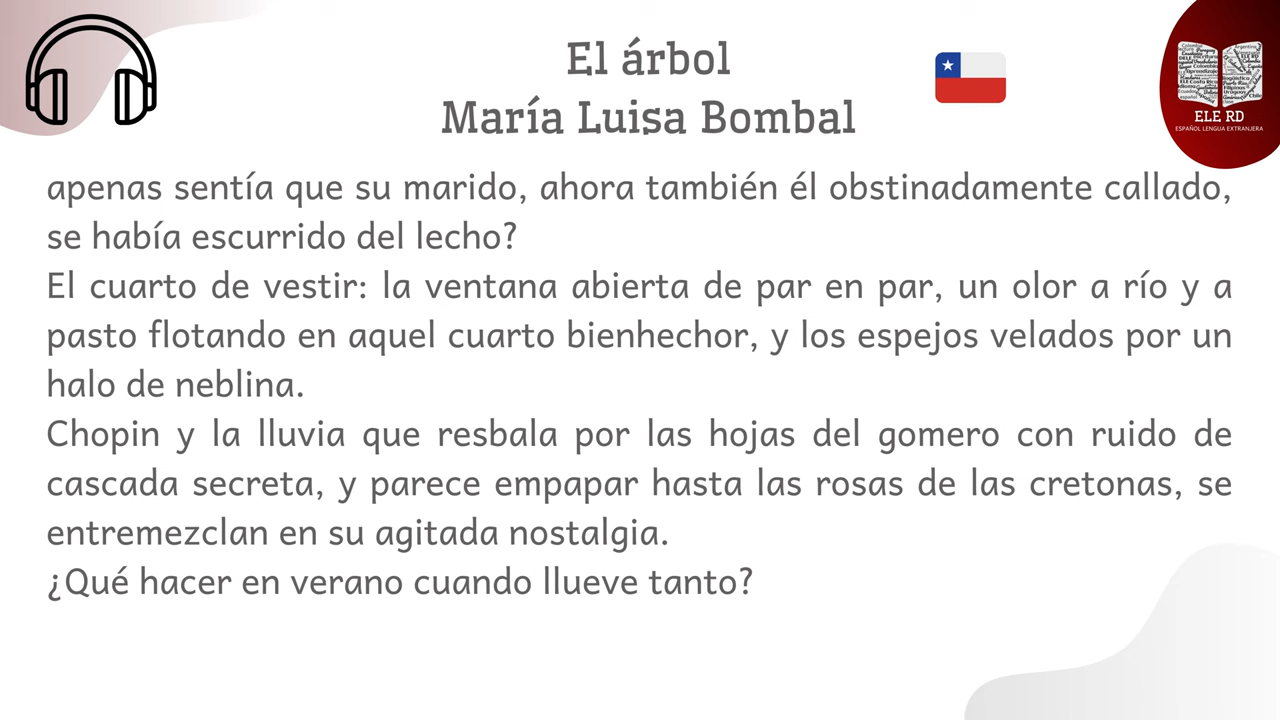 El árbol
María Luisa Bombal
ELE RD
ESPAÑOL LENGUA EXTRANJERA
apenas sentía que su marido, ahora también él obstinadamente callado,
se había escurrido del lecho?
El cuarto de vestir: la ventana abierta de par en par, un olor a río y a
pasto flotando en aquel cuarto bienhechor, y los espejos velados por un
halo de neblina.
Chopin y la lluvia que resbala por las hojas del gomero con ruido de
cascada secreta, y parece empapar hasta las rosas de las cretonas, se
entremezclan en su agitada nostalgia.
¿Qué hacer en verano cuando llueve tanto?